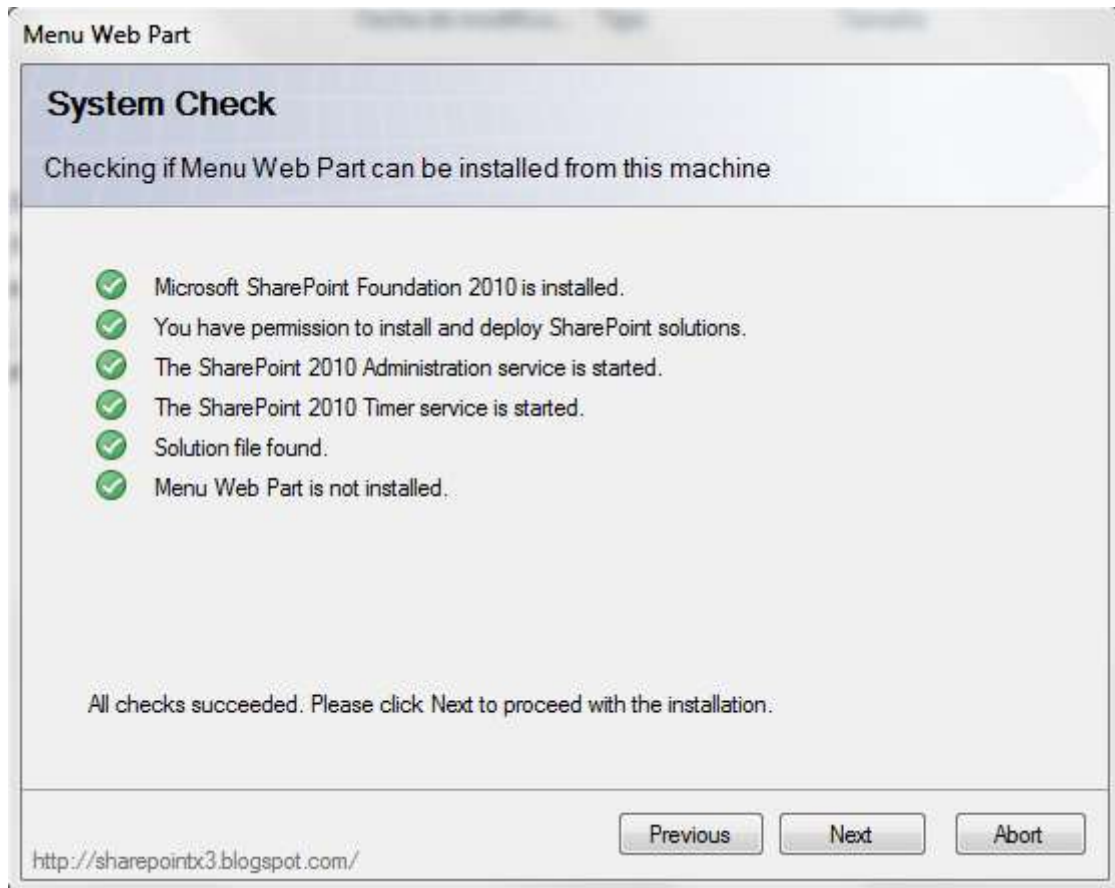 Menu Web Part
System Check
Checking if Menu Web Part can be installed from this machine
Microsoft SharePoint Foundation 2010 is installed.
You have permission to install and deploy SharePoint solutions.
The SharePoint 2010 Administration service is started.
The SharePoint 2010 Timer service is started.
Solution file found.
Menu Web Part is not installed.
All checks succeeded. Please click Next to proceed with the installation.
Previous Next Abort
http://sharepointx3.blogspot.com/